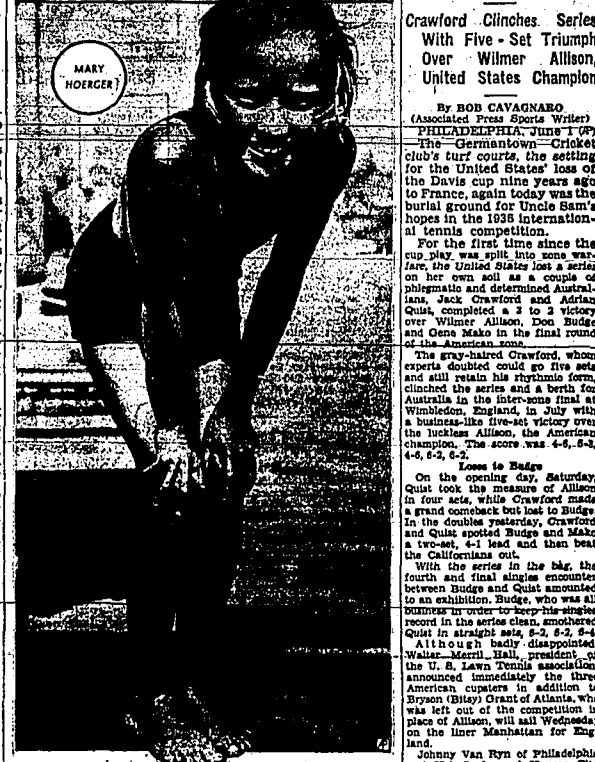 MARY
HOERGER
Crawford Clinches Series
With Five - Set Triumph
Over Wilmer Allison,
United States Champion
By BOB CAVAGNARO
(Associated Press Sports Writer)
PHILADELPHIA, June 1 (AP)
The Germantown Cricket
club's turf courts, the setting
for the United States' loss of
the Davis cup nine years ago
to France, again today was the
burial ground for Uncle Sam's
hopes in the 1936 internation-
al tennis competition.
For the first time since the
cup play was split into zone war-
fare, the United States lost a series
on her own soil as a couple of
phlegmatic and determined Austral-
ians, Jack Crawford and Adrian
Quist, completed a 3 to 2 victory
over Wilmer Allison, Don Budge
and Gene Mako in the final round
of the American zone.
The gray-haired Crawford, whom
experts doubted could go five sets
and still retain his rhythmic form,
clinched the series and a berth for
Australia in the inter-zone final at
Wimbledon, England, in July with
a business-like five-set victory over
the luckless Allison, the American
champion. The score was 4-6, 6-3,
4-6, 6-2, 6-2.
Loses to Budge
On the opening day, Saturday,
Quist took the measure of Allison
in four sets, while Crawford made
a grand comeback but lost to Budge.
In the doubles yesterday, Crawford
and Quist spotted Budge and Mako
a two-set, 4-1 lead and then beat
the Californians out.
With the series in the bag, the
fourth and final singles encounter
between Budge and Quist amounted
to an exhibition. Budge, who was all
business in order to keep his singles
record in the series clean, smothered
Quist in straight sets, 6-2, 6-2, 6-4
Although badly disappointed
Walter Merril Hall, president of
the U. S. Lawn Tennis association
announced immediately the three
American cupsters in addition to
Bryson (Bitsy) Grant of Atlanta, who
was left out of the competition in
place of Allison, will sail Wednesday
on the liner Manhattan for Eng
land.
Johnny Van Ryn of Philadelphi